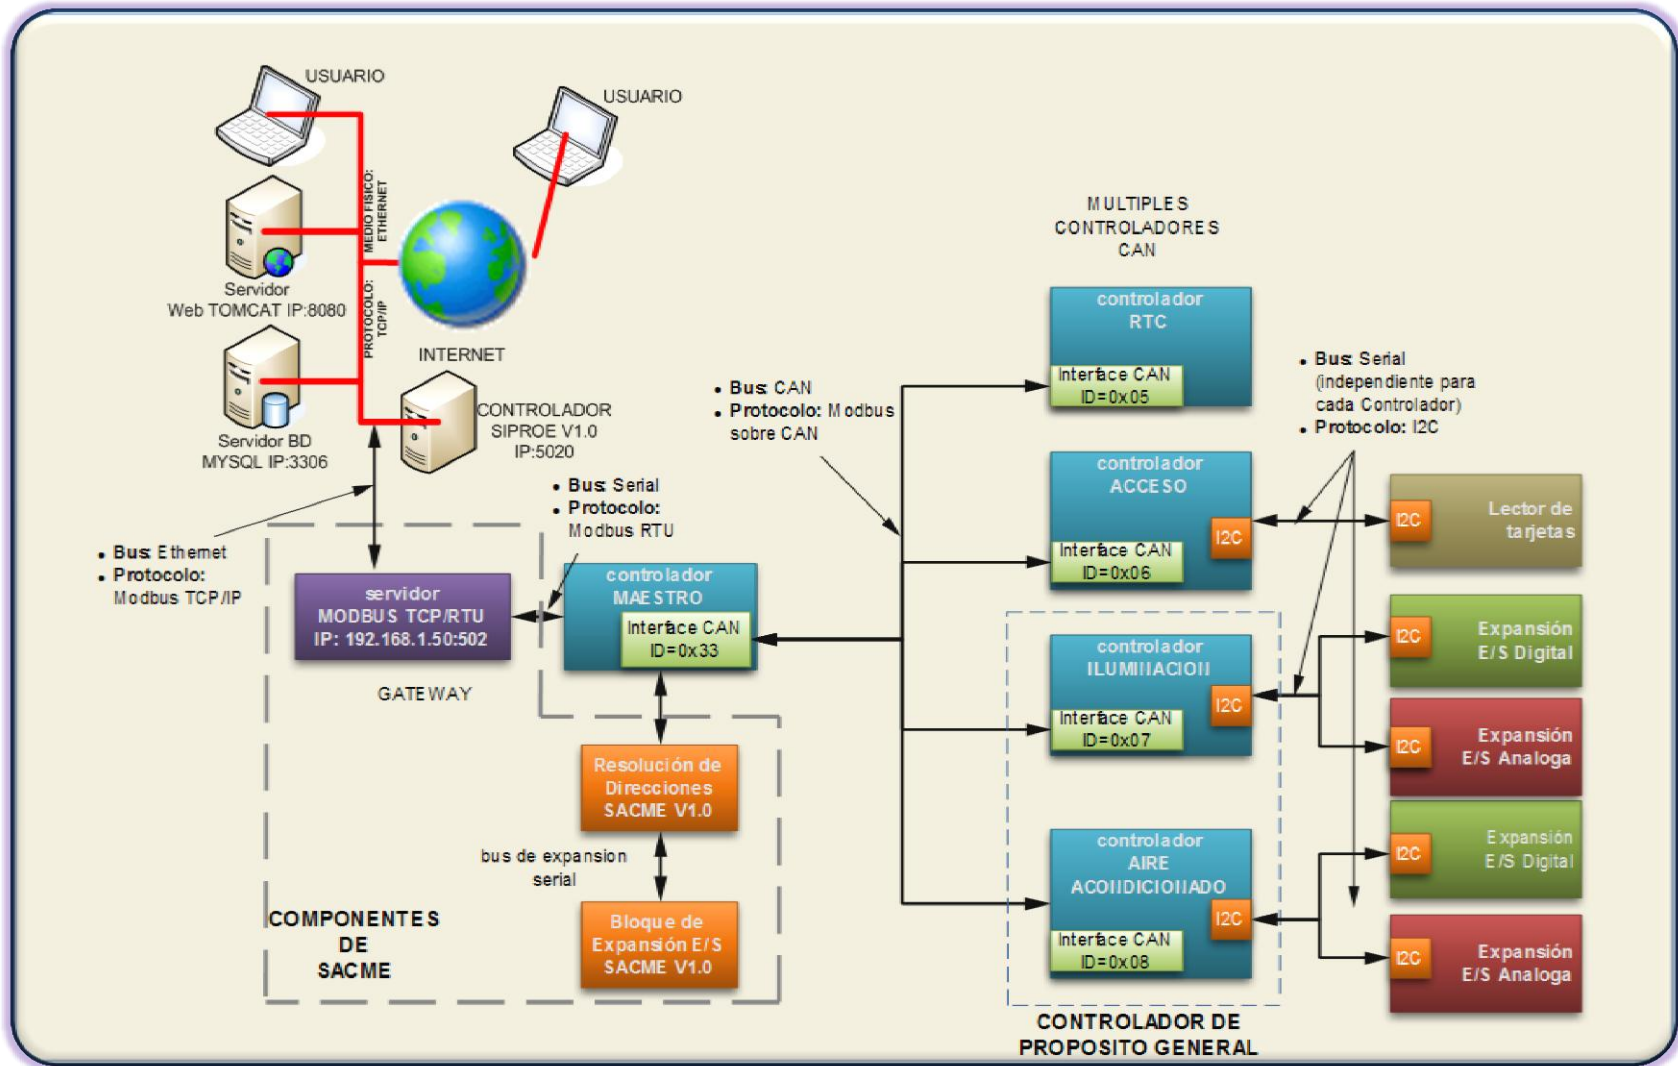 USUARIO
USUARIO
MEDIO FISICO:
ETHERNET
PROTOCOLO:
TCP/IP
Servidor
Web TOMCAT IP:8080
INTERNET
Servidor BD
MYSQL IP:3306
CONTROLADOR
SIPROE V1.0
IP:5020
• Bus: Ethernet
• Protocolo:
Modbus TCP/IP
• Bus: Serial
• Protocolo:
Modbus RTU
servidor
MODBUS TCP/RTU
IP: 192.168.1.50:502
GATEWAY
controlador
MAESTRO
Interface CAN
ID=0x33
Resolución de
Direcciones
SACME V1.0
bus de expansion
serial
Bloque de
Expansión E/S
SACME V1.0
COMPONENTES
DE
SACME
• Bus: CAN
• Protocolo: Modbus
sobre CAN
MULTIPLES
CONTROLADORES
CAN
controlador
RTC
Interface CAN
ID=0x05
controlador
ACCESO
I2C
Interface CAN
ID=0x06
controlador
ILUMINACION
I2C
Interface CAN
ID=0x07
controlador
AIRE
ACONDICIONADO
I2C
Interface CAN
ID=0x08
CONTROLADOR DE
PROPOSITO GENERAL
• Bus: Serial
(independiente para
cada Controlador)
• Protocolo: I2C
I2C
Lector de
tarjetas
I2C
Expansión
E/S Digital
I2C
Expansión
E/S Analoga
I2C
Expansión
E/S Digital
I2C
Expansión
E/S Analoga